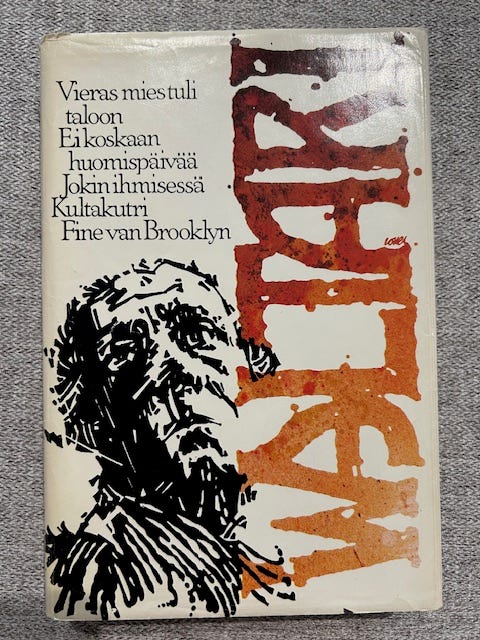 Vieras mies tuli
taloon
Ei koskaan
huomispäivää
Jokin ihmisessä
Kultakutri
Fine van Brooklyn
WALTARI